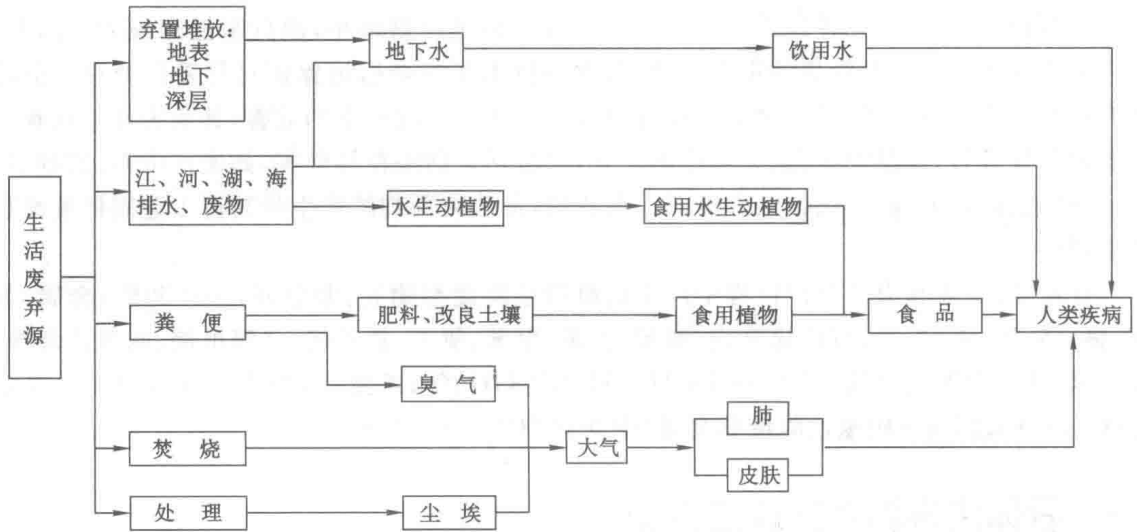 弃置堆放：
地表
地下
深层
地下水
饮用水
江、河、湖、海
排水、废物
水生动植物
食用水生动植物
生活废弃源
粪 便
肥料、改良土壤
食用植物
食 品
人类疾病
臭 气
焚 烧
大气
肺
皮肤
处 理
尘 埃